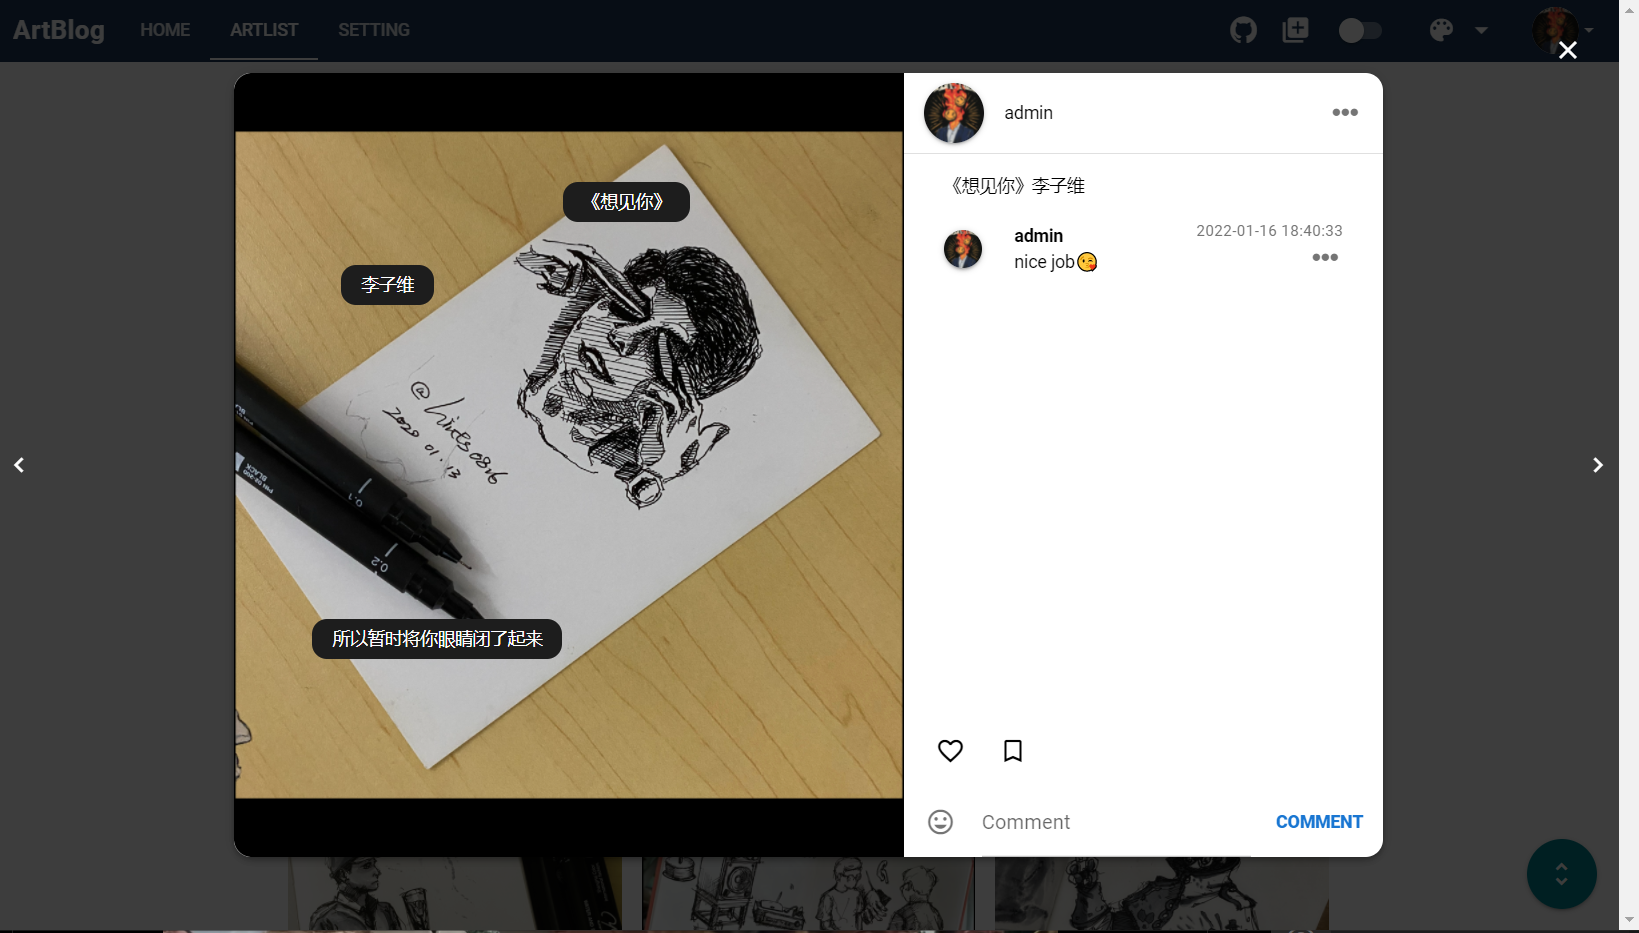 ArtBlog
HOME
ARTLIST
SETTING
admin
《想见你》李子维
admin
2022-01-16 18:40:33
nice job😘
《想见你》
李子维
所以暂时将你眼睛闭了起来
2020 01.13
0.1
0.2
BLACK
Comment
COMMENT